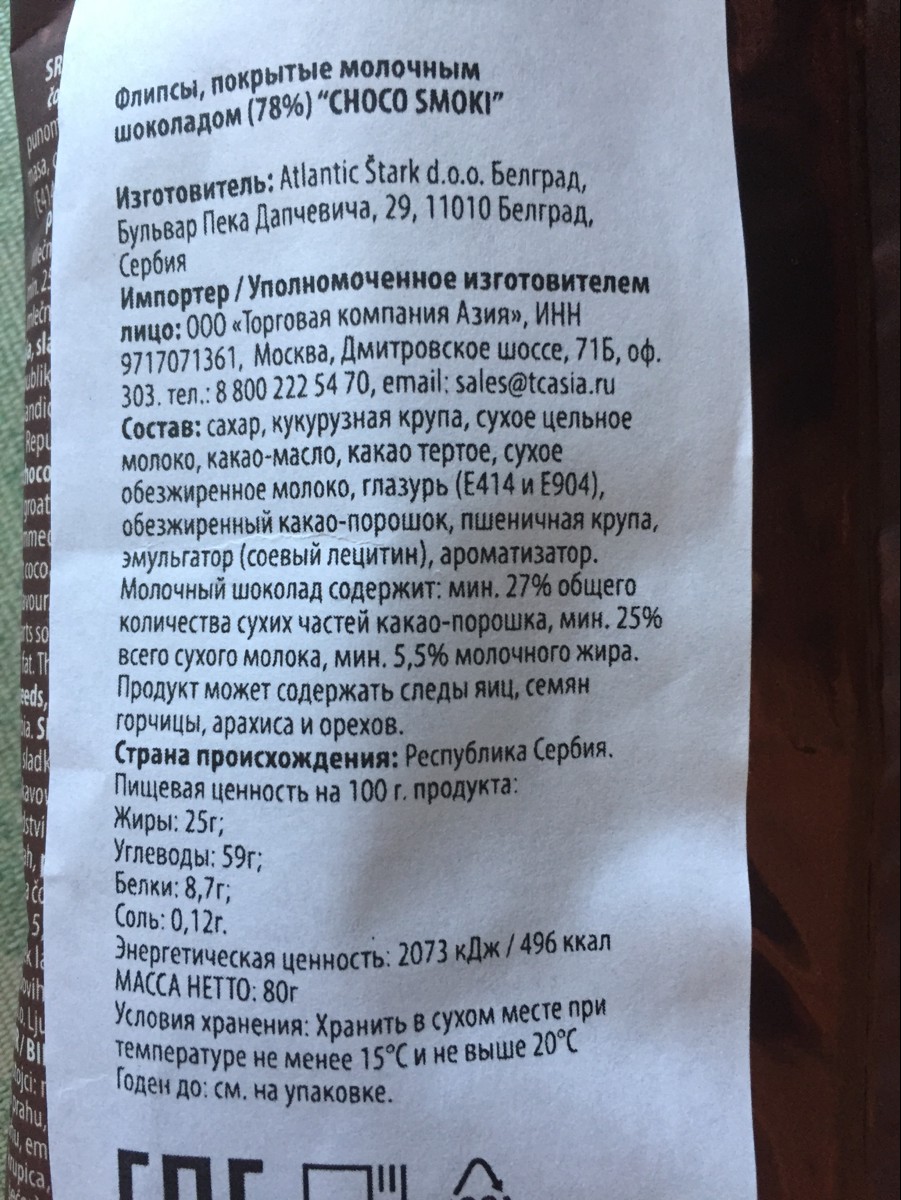 Флипсы, покрытые молочным
шоколадом (78%) “CHOCO SMOKI”
Изготовитель: Atlantic Štark d.o.o. Белград,
Бульвар Пека Дапчевича, 29, 11010 Белград,
Сербия
Импортер / Уполномоченное изготовителем
лицо: ООО «Торговая компания Азия», ИНН
9717071361, Москва, Дмитровское шоссе, 71Б, оф.
303. тел.: 8 800 222 54 70, email: sales@tcasia.ru
Состав: сахар, кукурузная крупа, сухое цельное
молоко, какао-масло, какао тертое, сухое
обезжиренное молоко, глазурь (Е414 и Е904),
обезжиренный какао-порошок, пшеничная крупа,
эмульгатор (соевый лецитин), ароматизатор.
Молочный шоколад содержит: мин. 27% общего
количества сухих частей какао-порошка, мин. 25%
всего сухого молока, мин. 5,5% молочного жира.
Продукт может содержать следы яиц, семян
горчицы, арахиса и орехов.
Страна происхождения: Республика Сербия.
Пищевая ценность на 100 г. продукта:
Жиры: 25г;
Углеводы: 59г;
Белки: 8,7г;
Соль: 0,12г.
Энергетическая ценность: 2073 кДж / 496 ккал
МАССА НЕТТО: 80г
Условия хранения: Хранить в сухом месте при
температуре не менее 15°С и не выше 20°С
Годен до: см. на упаковке.